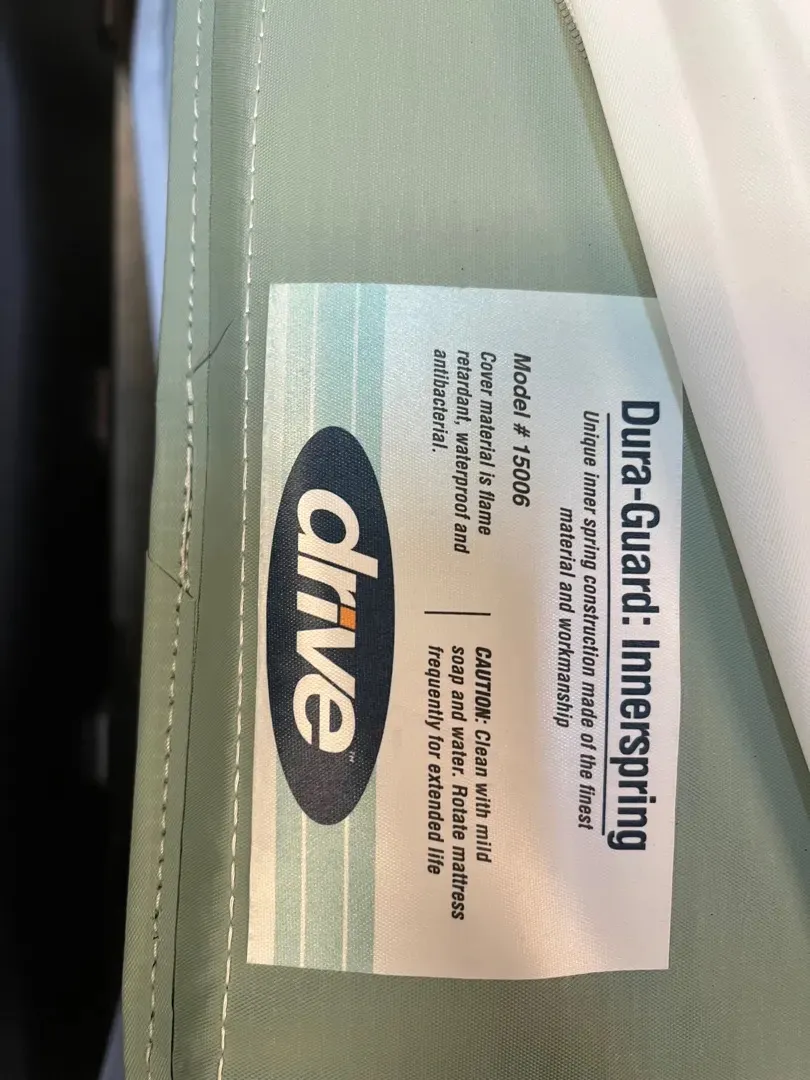 Dura-Guard: Innerspring
Unique inner spring construction made of the finest
material and workmanship
Model # 15006
Cover material is flame
retardant, waterproof and
antibacterial.
CAUTION: Clean with mild
soap and water. Rotate mattress
frequently for extended life
drive™